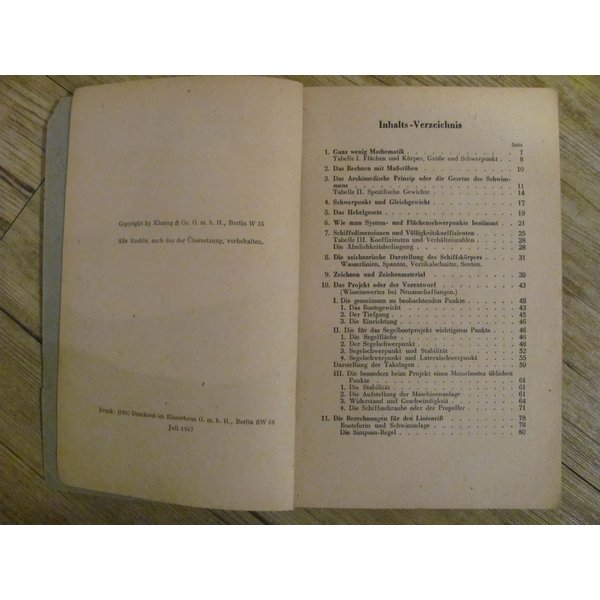 Copyright by Klasing & Co. G. m. b. H., Berlin W 35
Alle Rechte, auch das der Übersetzung, vorbehalten.
Druck: (680) Druckerei im Elsnerhaus G. m. b. H., Berlin SW 68
Juli 1947
Inhalts-Verzeichnis
Seite
1. Ganz wenig Mathematik 7
Tabelle I. Flächen und Körper, Größe und Schwerpunkt 8
2. Das Rechnen mit Maßstäben 10
3. Das Archimedische Prinzip oder die Gesetze des Schwimmens 11
Tabelle II. Spezifische Gewichte 14
4. Schwerpunkt und Gleichgewicht 17
5. Das Hebelgesetz 19
6. Wie man System- und Flächenschwerpunkte bestimmt 21
7. Schiffsdimensionen und Völligkeitskoeffizienten 25
Tabelle III. Koeffizienten und Verhältniszahlen 28
Die Ähnlichkeitsbedingung 28
8. Die zeichnerische Darstellung des Schiffskörpers 31
Wasserlinien, Spanten, Vertikalschnitte, Senten.
9. Zeichnen und Zeichenmaterial 39
10. Das Projekt oder der Vorentwurf 43
(Wissenswertes bei Neuanschaffungen.)
I. Die gemeinsam zu beobachtenden Punkte 43
1. Das Bootsgewicht 43
2. Der Tiefgang 45
3. Die Einrichtung 46
II. Die für das Segelbootprojekt wichtigsten Punkte 46
1. Die Segelfläche 46
2. Der Segelschwerpunkt 48
3. Segelschwerpunkt und Stabilität 52
4. Segelschwerpunkt und Lateralschwerpunkt 55
Darstellung der Takelagen 59
III. Die besonders beim Projekt eines Motorbootes üblichen
Punkte 61
1. Die Stabilität 61
2. Die Aufstellung der Maschinenanlage 61
3. Widerstand und Geschwindigkeit 64
4. Die Schiffsschraube oder der Propeller 71
11. Die Berechnungen für den Linienriß 78
Bootsform und Schwimmlage 78
Die Simpson-Regel 80